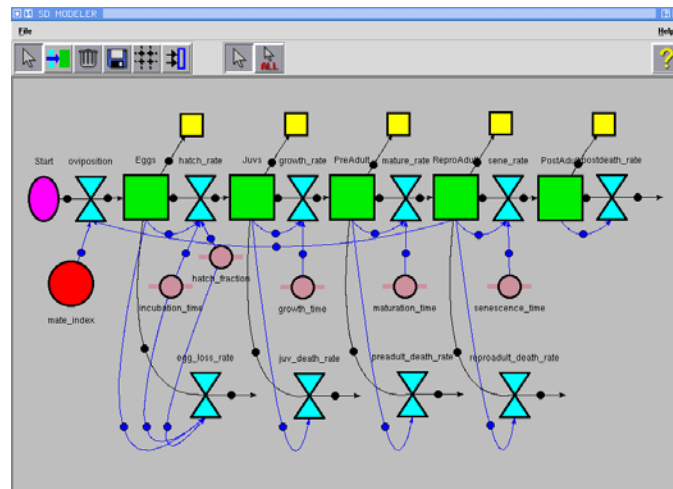 SD MODELER
File
Help
ALL
?
Start
oviposition
Eggs
hatch_rate
Juvs
growth_rate
PreAdult
mature_rate
ReproAdult
sene_rate
PostAdult
postdeath_rate
mate_index
incubation_time
hatch_fraction
growth_time
maturation_time
senescence_time
egg_loss_rate
juv_death_rate
preadult_death_rate
reproadult_death_rate